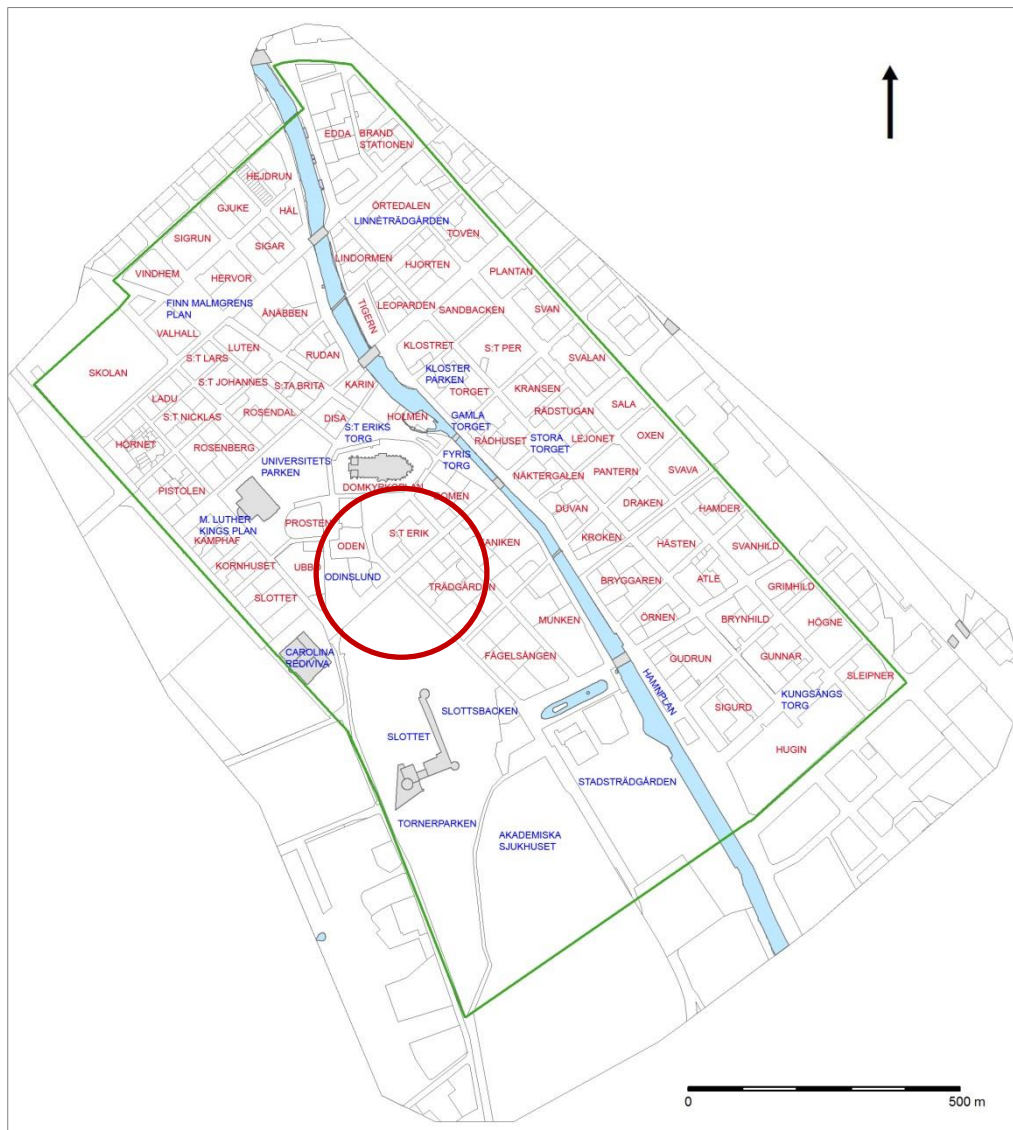 EDDA
BRAND
STATIONEN
HEJDRUN
GJUKE
HÄL
ÖRTEDALEN
LINNÉTRÄDGÅRDEN
TOVEN
SIGRUN
SIGAR
LINDORMEN
HJORTEN
VINDHEM
HERVOR
PLANTAN
FINN MALMGRENS
PLAN
ÅNÄBBEN
TIGERN
LEOPARDEN
SANDBACKEN
SVAN
VALHALL
LUTEN
RUDAN
KLOSTRET
S:T PER
SVALAN
S:T LARS
KLOSTER
PARKEN
SKOLAN
S:T JOHANNES
S:TA BRITA
KARIN
TORGET
KRANSEN
LADU
S:T NICKLAS
ROSENDAL
DISA
HOLMEN
GAMLA
TORGET
RÅDSTUGAN
SALA
S:T ERIKS
TORG
HORNET
ROSENBERG
FYRIS
TORG
RÅDHUSET
STORA
TORGET
LEJONET
OXEN
UNIVERSITETS
PARKEN
NÄKTERGALEN
PANTERN
SVAVA
PISTOLEN
DOMKYRKOPLAN
DOMEN
DUVAN
DRAKEN
HAMDER
M. LUTHER
KINGS PLAN
KAMPHAF
PROSTEN
ODEN
S:T ERIK
KANIKEN
KROKEN
HÄSTEN
SVANHILD
KORNHUSET
UBBO
ODINSLUND
TRÄDGÅRDEN
BRYGGAREN
ATLE
GRIMHILD
SLOTTET
MUNKEN
ÖRNEN
BRYNHILD
HÖGNE
CAROLINA
REDIVIVA
FÅGELSÅNGEN
GUDRUN
GUNNAR
SLEIPNER
HAMNPLAN
KUNGSÄNGS
TORG
SLOTTSBACKEN
SIGURD
SLOTTET
HUGIN
STADSTRÄDGÅRDEN
TORNERPARKEN
AKADEMISKA
SJUKHUSET
0 500 m